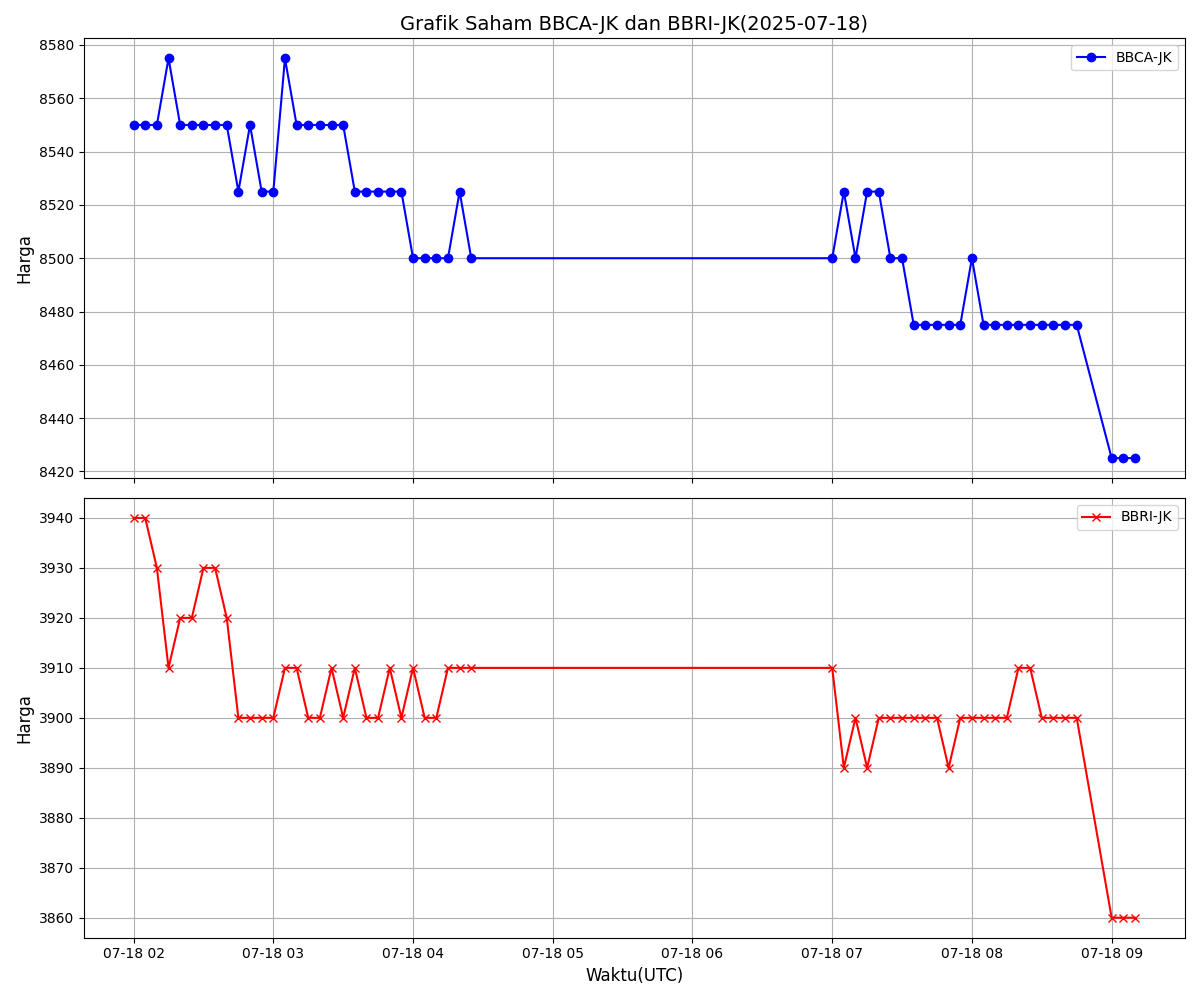 Grafik Saham BBCA-JK dan BBRI-JK(2025-07-18)
8580
8560
8540
8520
8500
8480
8460
8440
8420
Harga
BBCA-JK
3940
3930
3920
3910
3900
3890
3880
3870
3860
Harga
BBRI-JK
07-18 02 07-18 03 07-18 04 07-18 05 07-18 06 07-18 07 07-18 08 07-18 09
Waktu(UTC)